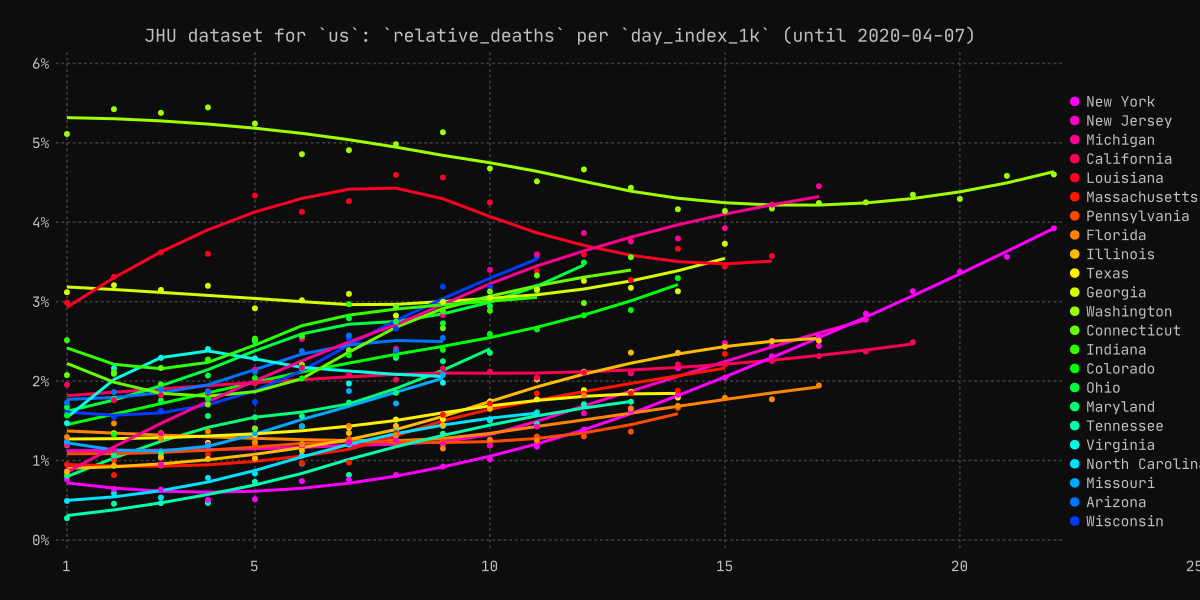 JHU dataset for `us`: `relative_deaths` per `day_index_1k` (until 2020-04-07)
6%
5%
4%
3%
2%
1%
0%
1 5 10 15 20 25
New York
New Jersey
Michigan
California
Louisiana
Massachusetts
Pennsylvania
Florida
Illinois
Texas
Georgia
Washington
Connecticut
Indiana
Colorado
Ohio
Maryland
Tennessee
Virginia
North Carolina
Missouri
Arizona
Wisconsin